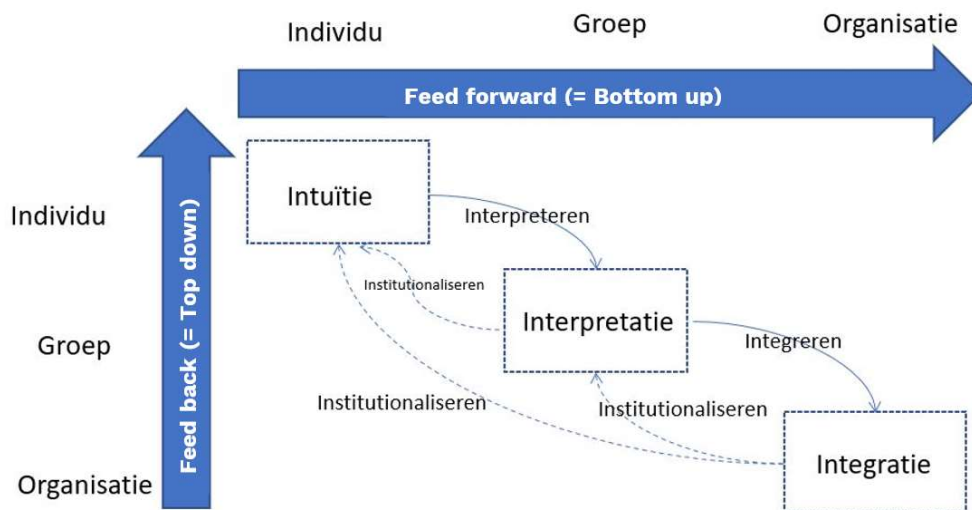 Individu
Groep
Organisatie
Feed forward (= Bottom up)
Feed back (= Top down)
Individu
Groep
Organisatie
Intuïtie
Interpreteren
Institutionaliseren
Interpretatie
Integreren
Institutionaliseren
Institutionaliseren
Integratie